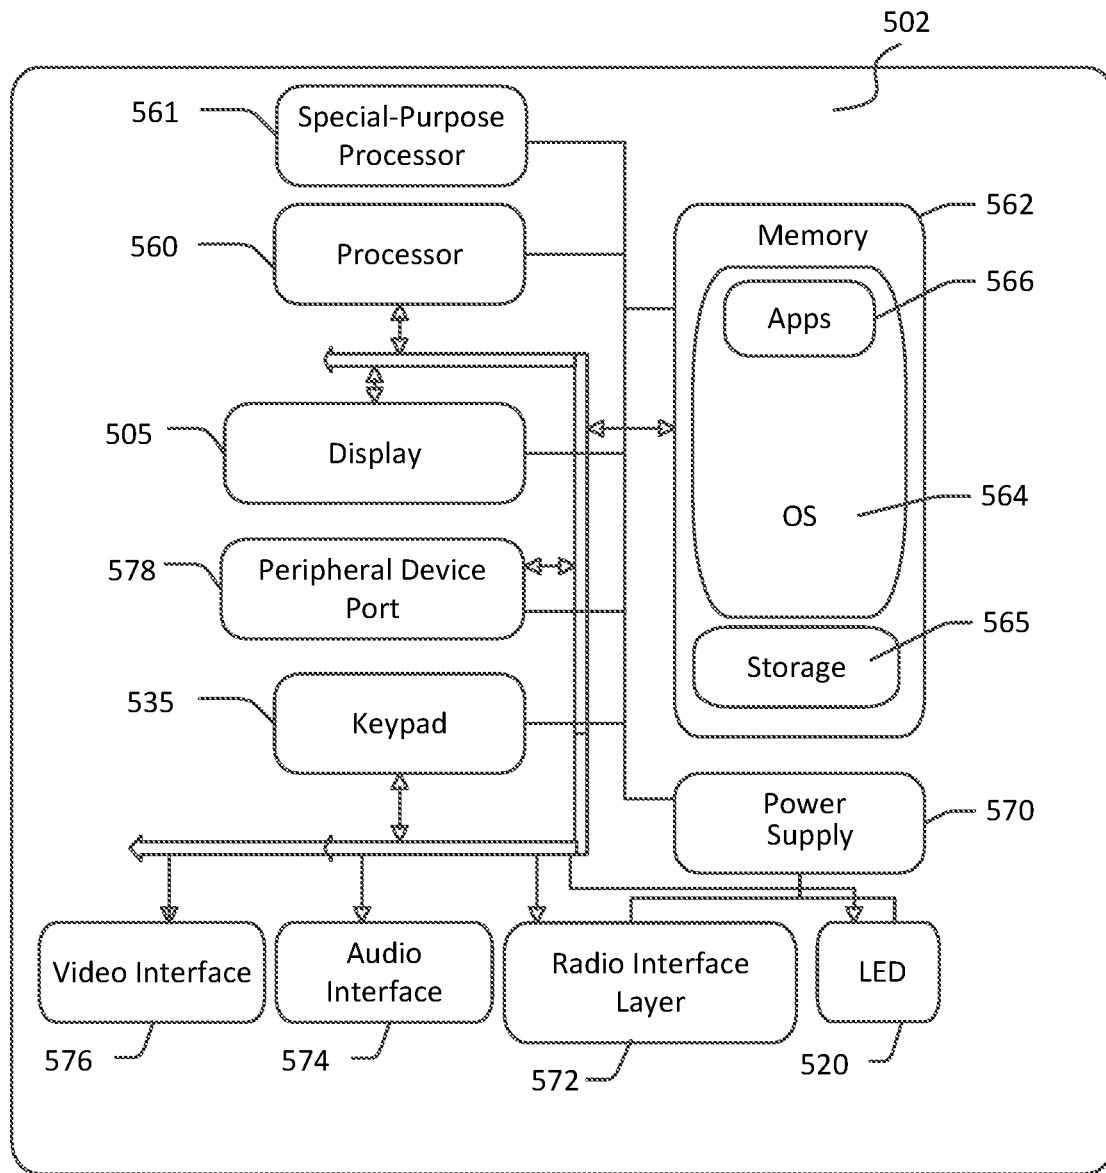 502
561
Special-Purpose
Processor
562
Memory
560
Processor
566
Apps
505
Display
564
OS
578
Peripheral Device
Port
565
Storage
535
Keypad
Power
Supply
570
Video Interface
Audio
Interface
Radio Interface
Layer
LED
576
574
572
520